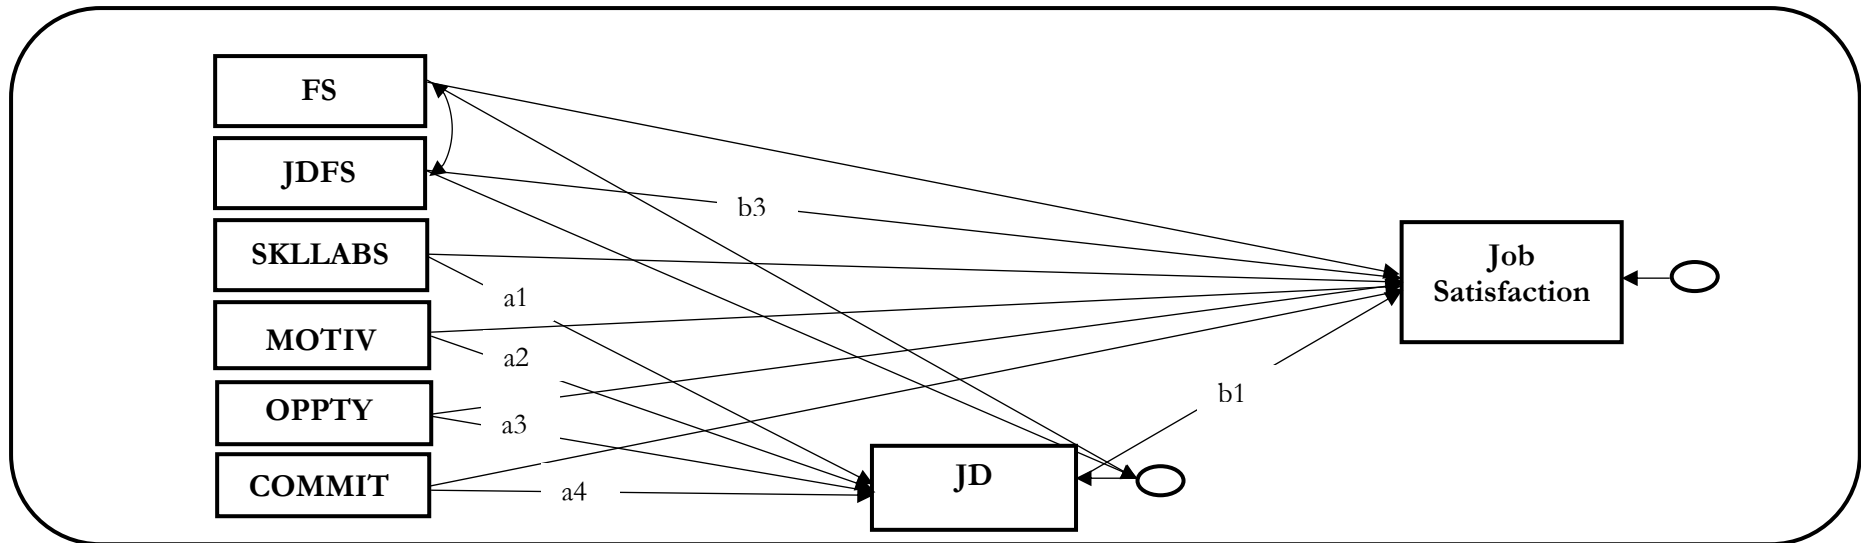 FS
JDFS
b3
SKLLABS
Job
Satisfaction
a1
MOTIV
a2
b1
OPPTY
a3
JD
COMMIT
a4